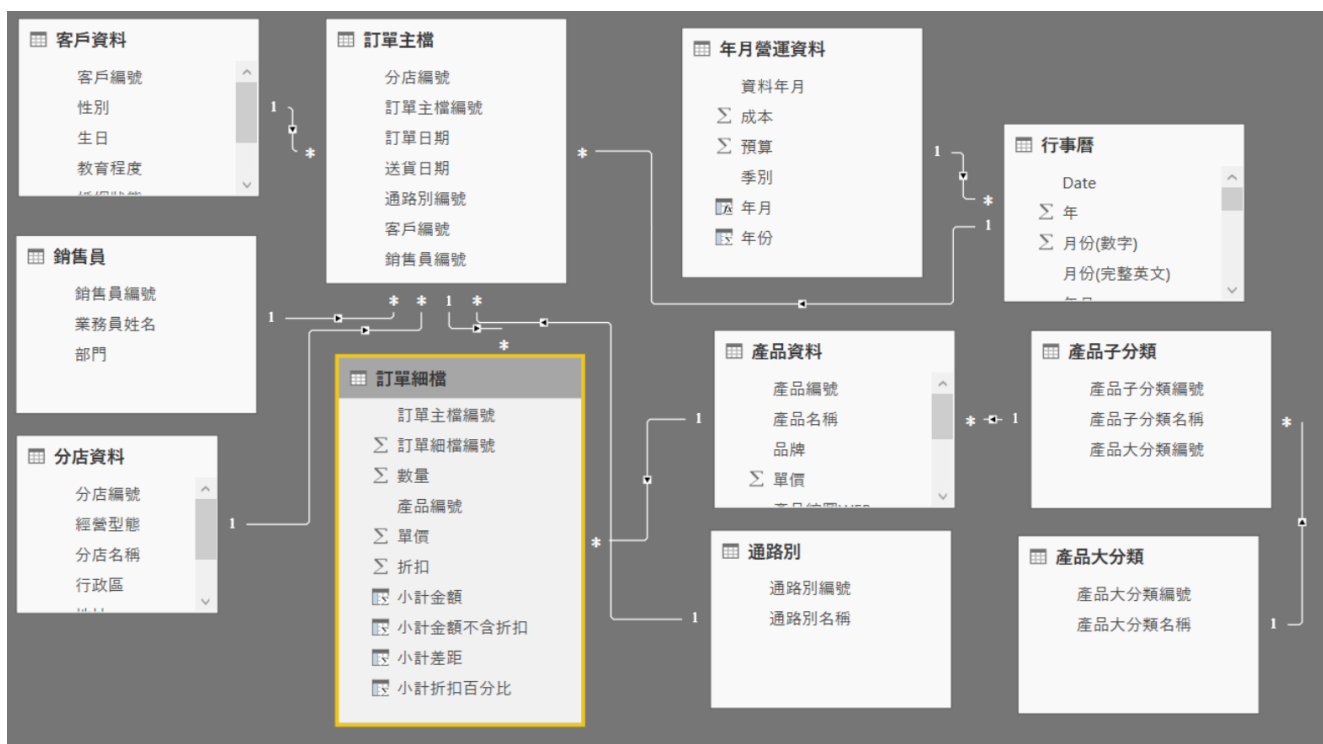 客戶資料
客戶編號
性別
生日
教育程度
訂單主檔
分店編號
訂單主檔編號
訂單日期
送貨日期
通路別編號
客戶編號
銷售員編號
年月營運資料
資料年月
成本
預算
季別
年月
年份
行事曆
Date
年
月份(數字)
月份(完整英文)
銷售員
銷售員編號
業務員姓名
部門
訂單細檔
訂單主檔編號
訂單細檔編號
數量
產品編號
單價
折扣
小計金額
小計金額不含折扣
小計差距
小計折扣百分比
產品資料
產品編號
產品名稱
品牌
單價
產品子分類
產品子分類編號
產品子分類名稱
產品大分類編號
分店資料
分店編號
經營型態
分店名稱
行政區
通路別
通路別編號
通路別名稱
產品大分類
產品大分類編號
產品大分類名稱
1
*
*
1
*
1
1
*
*
1
*
*
1
1
*
1
*
1
*
1